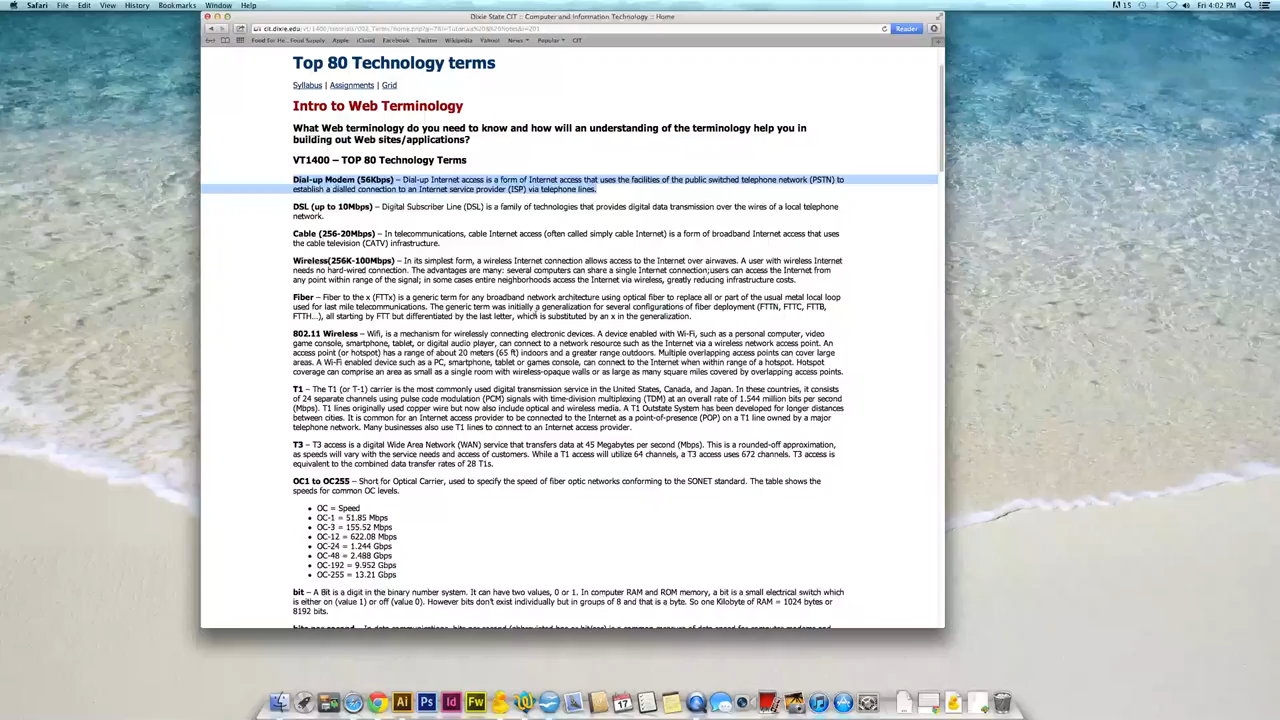 Safari File Edit View History Bookmarks Window Help
15 Fri 4:02 PM
Dixie State CIT :: Computer and Information Technology :: Home
Reader
Food for He... Food Supply Apple iCloud Facebook Twitter Wikipedia Yahoo! News Popular CIT
Top 80 Technology terms
Syllabus | Assignments | Grid
Intro to Web Terminology
What Web terminology do you need to know and how will an understanding of the terminology help you in
building out Web sites/applications?
VT1400 – TOP 80 Technology Terms
Dial-up Modem (56Kbps) – Dial-up Internet access is a form of Internet access that uses the facilities of the public switched telephone network (PSTN) to
establish a dialled connection to an Internet service provider (ISP) via telephone lines.
DSL (up to 10Mbps) – Digital Subscriber Line (DSL) is a family of technologies that provides digital data transmission over the wires of a local telephone
network.
Cable (256-20Mbps) – In telecommunications, cable Internet access (often called simply cable Internet) is a form of broadband Internet access that uses
the cable television (CATV) infrastructure.
Wireless(256K-100Mbps) – In its simplest form, a wireless Internet connection allows access to the Internet over airwaves. A user with wireless Internet
needs no hard-wired connection. The advantages are many: several computers can share a single Internet connection;users can access the Internet from
any point within range of the signal; in some cases entire neighborhoods access the Internet via wireless, greatly reducing infrastructure costs.
Fiber – Fiber to the x (FTTx) is a generic term for any broadband network architecture using optical fiber to replace all or part of the usual metal local loop
used for last mile telecommunications. The generic term was initially a generalization for several configurations of fiber deployment (FTTN, FTTC, FTTB,
FTTH...), all starting by FTT but differentiated by the last letter, which is substituted by an x in the generalization.
802.11 Wireless – Wifi, is a mechanism for wirelessly connecting electronic devices. A device enabled with Wi-Fi, such as a personal computer, video
game console, smartphone, tablet, or digital audio player, can connect to a network resource such as the Internet via a wireless network access point. An
access point (or hotspot) has a range of about 20 meters (65 ft) indoors and a greater range outdoors. Multiple overlapping access points can cover large
areas. A Wi-Fi enabled device such as a PC, smartphone, tablet or games console, can connect to the Internet when within range of a hotspot. Hotspot
coverage can comprise an area as small as a single room with wireless-opaque walls or as large as many square miles covered by overlapping access points.
T1 – The T1 (or T-1) carrier is the most commonly used digital transmission service in the United States, Canada, and Japan. In these countries, it consists
of 24 separate channels using pulse code modulation (PCM) signals with time-division multiplexing (TDM) at an overall rate of 1.544 million bits per second
(Mbps). T1 lines originally used copper wire but now also include optical and wireless media. A T1 Outstate System has been developed for longer distances
between cities. It is common for an Internet access provider to be connected to the Internet as a point-of-presence (POP) on a T1 line owned by a major
telephone network. Many businesses also use T1 lines to connect to an Internet access provider.
T3 – T3 access is a digital Wide Area Network (WAN) service that transfers data at 45 Megabytes per second (Mbps). This is a rounded-off approximation,
as speeds will vary with the service needs and access of customers. While a T1 access will utilize 64 channels, a T3 access uses 672 channels. T3 access is
equivalent to the combined data transfer rates of 28 T1s.
OC1 to OC255 – Short for Optical Carrier, used to specify the speed of fiber optic networks conforming to the SONET standard. The table shows the
speeds for common OC levels.
• OC = Speed
• OC-1 = 51.85 Mbps
• OC-3 = 155.52 Mbps
• OC-12 = 622.08 Mbps
• OC-24 = 1.244 Gbps
• OC-48 = 2.488 Gbps
• OC-192 = 9.952 Gbps
• OC-255 = 13.21 Gbps
bit – A Bit is a digit in the binary number system. It can have two values, 0 or 1. In computer RAM and ROM memory, a bit is a small electrical switch which
is either on (value 1) or off (value 0). However bits don't exist individually but in groups of 8 and that is a byte. So one Kilobyte of RAM = 1024 bytes or
8192 bits.
Ai Ps Id Fw 17